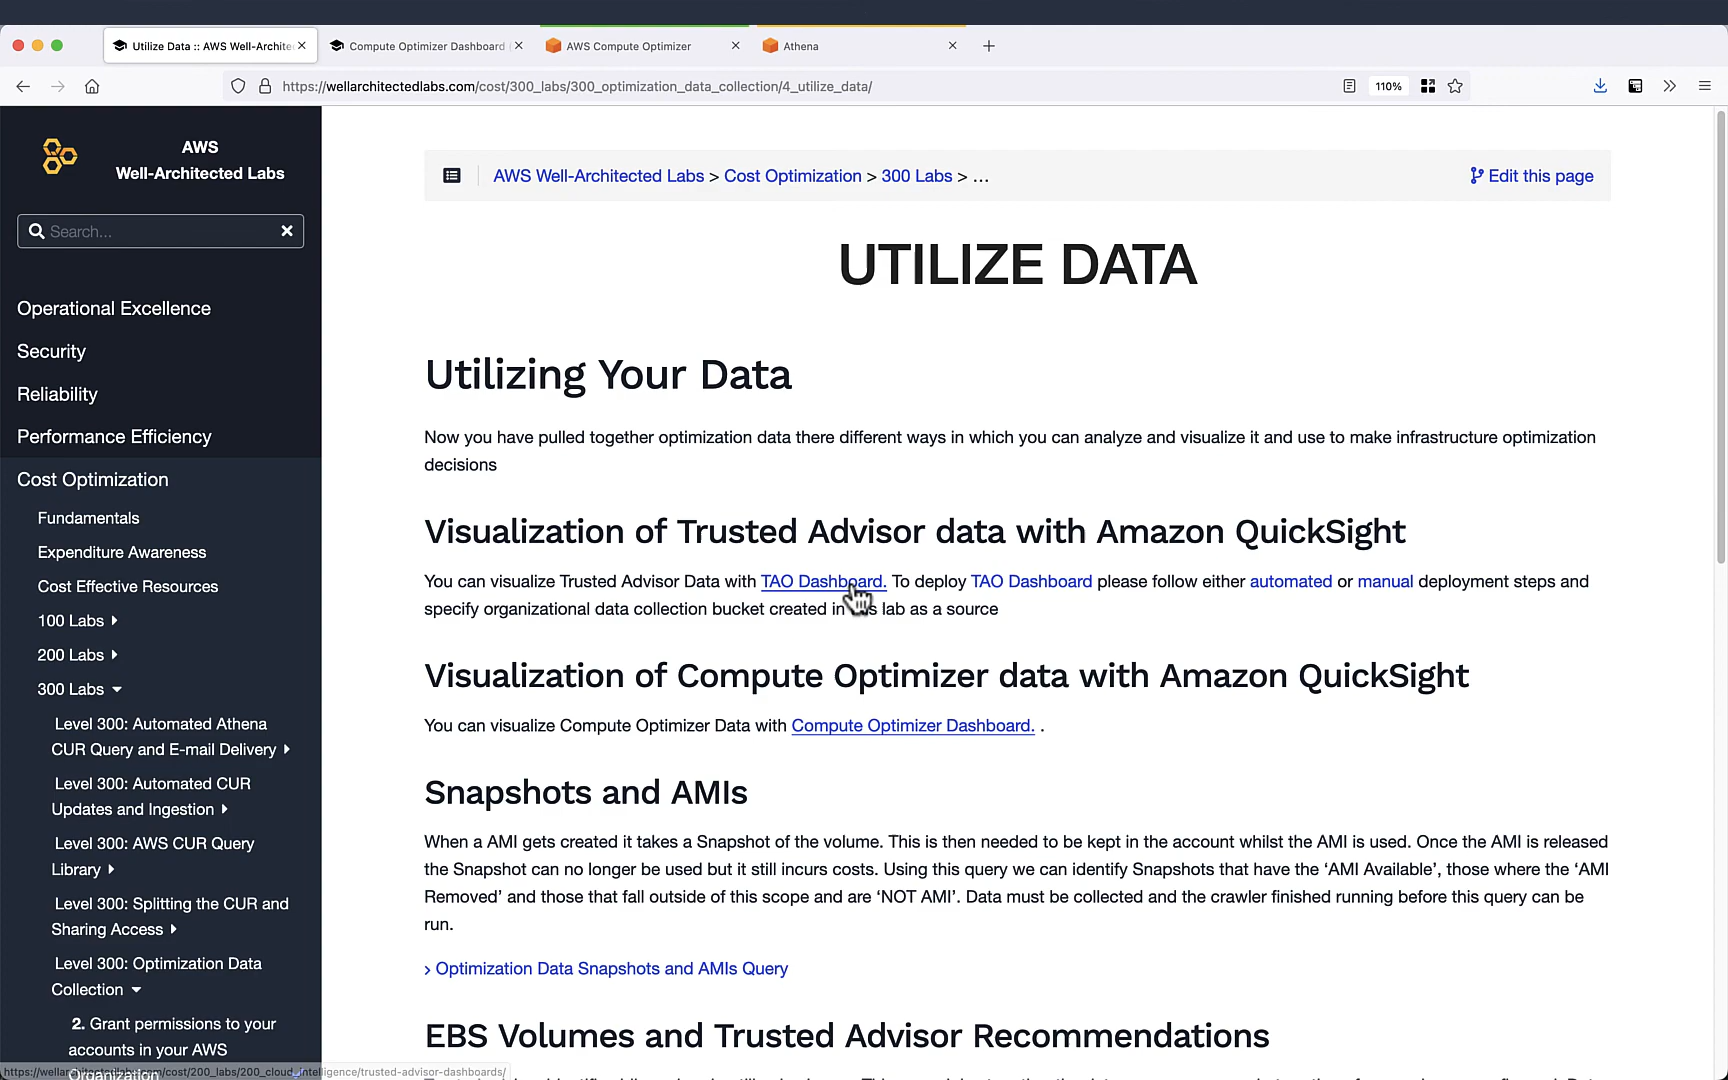 Utilize Data :: AWS Well-Archite
Compute Optimizer Dashboard
AWS Compute Optimizer
Athena
https://wellarchitectedlabs.com/cost/300_labs/300_optimization_data_collection/4_utilize_data/
110%
AWS
Well-Architected Labs
Search...
Operational Excellence
Security
Reliability
Performance Efficiency
Cost Optimization
Fundamentals
Expenditure Awareness
Cost Effective Resources
100 Labs
200 Labs
300 Labs
Level 300: Automated Athena
CUR Query and E-mail Delivery
Level 300: Automated CUR
Updates and Ingestion
Level 300: AWS CUR Query
Library
Level 300: Splitting the CUR and
Sharing Access
Level 300: Optimization Data
Collection
2. Grant permissions to your
accounts in your AWS
Organization
AWS Well-Architected Labs > Cost Optimization > 300 Labs > ...
Edit this page
UTILIZE DATA
Utilizing Your Data
Now you have pulled together optimization data there different ways in which you can analyze and visualize it and use to make infrastructure optimization
decisions
Visualization of Trusted Advisor data with Amazon QuickSight
You can visualize Trusted Advisor Data with TAO Dashboard. To deploy TAO Dashboard please follow either automated or manual deployment steps and
specify organizational data collection bucket created in lab as a source
Visualization of Compute Optimizer data with Amazon QuickSight
You can visualize Compute Optimizer Data with Compute Optimizer Dashboard. .
Snapshots and AMIs
When a AMI gets created it takes a Snapshot of the volume. This is then needed to be kept in the account whilst the AMI is used. Once the AMI is released
the Snapshot can no longer be used but it still incurs costs. Using this query we can identify Snapshots that have the ‘AMI Available’, those where the ‘AMI
Removed’ and those that fall outside of this scope and are ‘NOT AMI’. Data must be collected and the crawler finished running before this query can be
run.
› Optimization Data Snapshots and AMIs Query
EBS Volumes and Trusted Advisor Recommendations
https://wellarchitectedlabs.com/cost/200_labs/200_cloud_intelligence/trusted-advisor-dashboards/